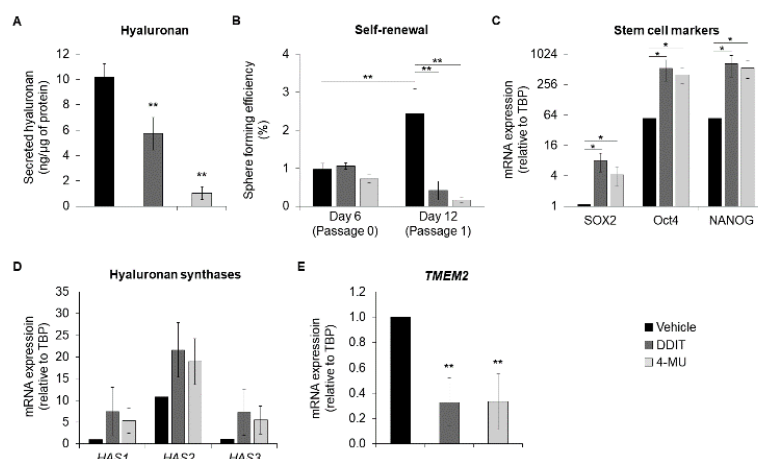 A
Hyaluronan
Secreted hyaluronan
(ng/µg of protein)
12
10
8
6
4
2
0
**
**
B
Self-renewal
Sphere forming efficiency
(%)
4
3
2
1
0
**
**
**
Day 6
(Passage 0)
Day 12
(Passage 1)
C
Stem cell markers
mRNA expression
(relative to TBP)
1024
256
64
16
4
1
*
*
*
*
*
*
SOX2
Oct4
NANOG
D
Hyaluronan synthases
mRNA expressioin
(relative to TBP)
35
30
25
20
15
10
5
0
HAS1
HAS2
HAS3
E
TMEM2
mRNA expressioin
(relative to TBP)
1.2
1.0
0.8
0.6
0.4
0.2
0.0
**
**
Vehicle
DDIT
4-MU